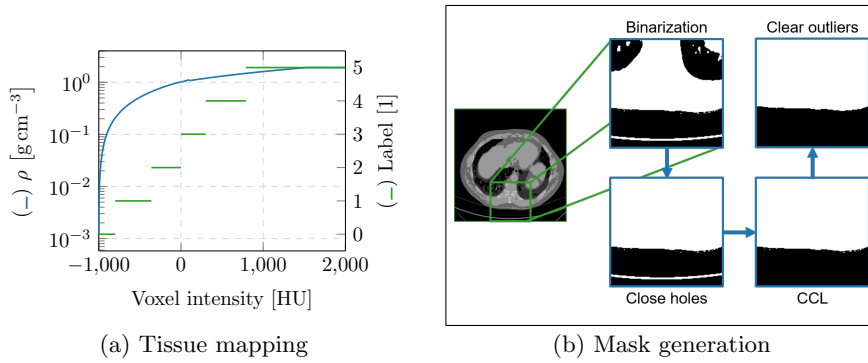 10⁰
10⁻¹
10⁻²
10⁻³
(–) ρ [g cm⁻³]
5
4
3
2
1
0
(–) Label [1]
−1,000 0 1,000 2,000
Voxel intensity [HU]
(a) Tissue mapping
Binarization Clear outliers
Close holes CCL
(b) Mask generation